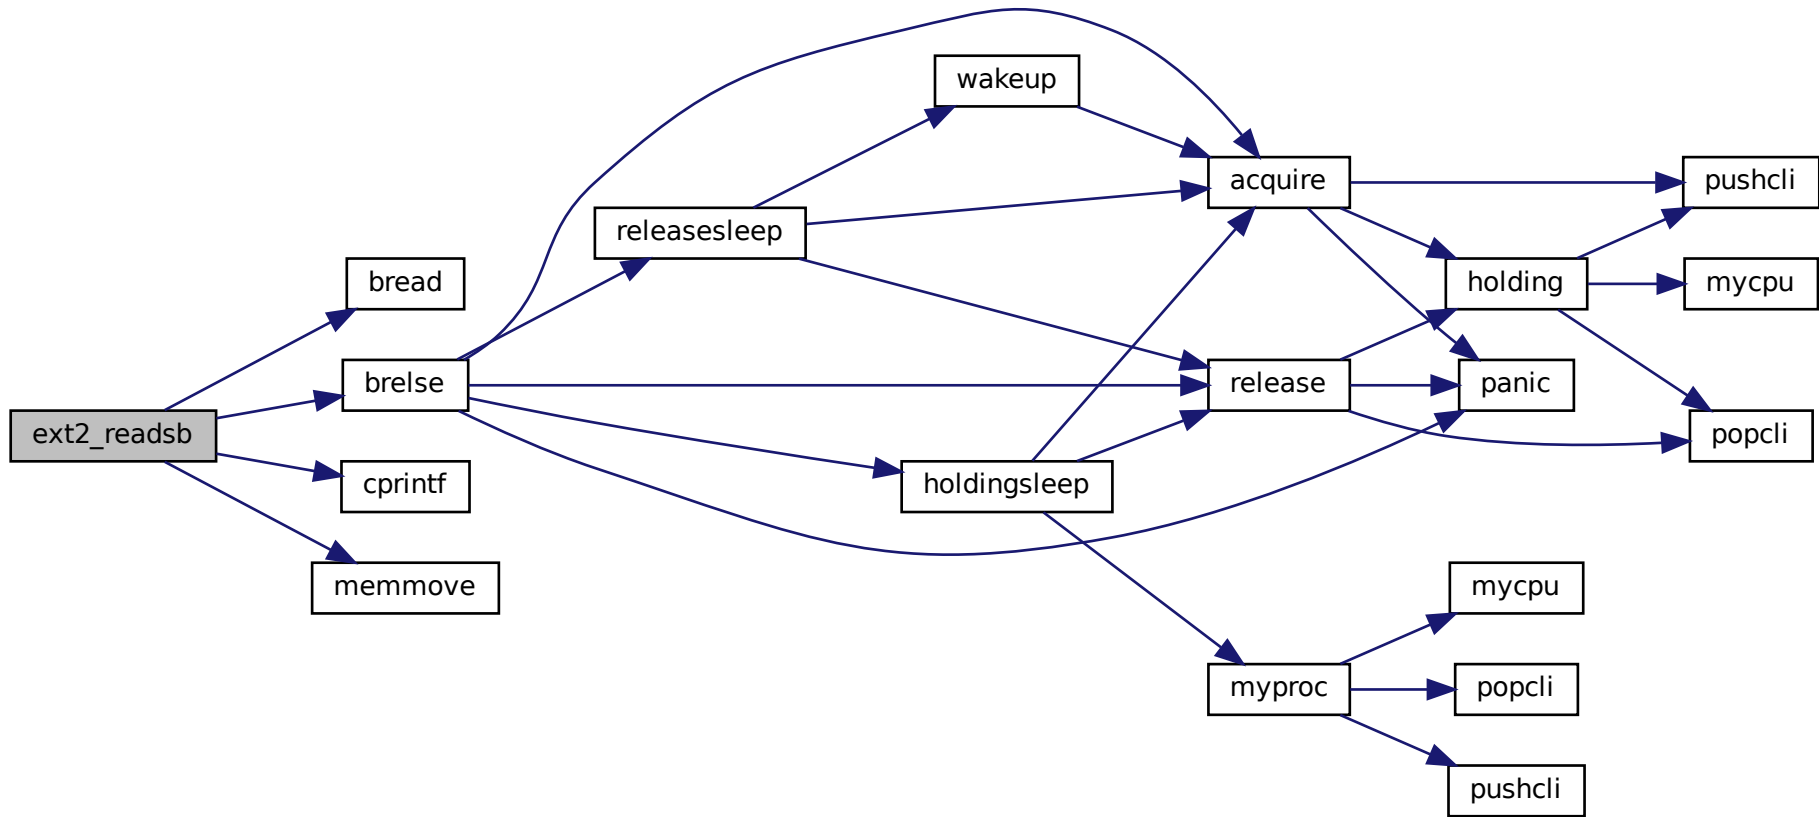 ext2_readsb
bread
brelse
cprintf
memmove
releasesleep
wakeup
holdingsleep
acquire
release
myproc
holding
panic
mycpu
popcli
pushcli
pushcli
mycpu
popcli